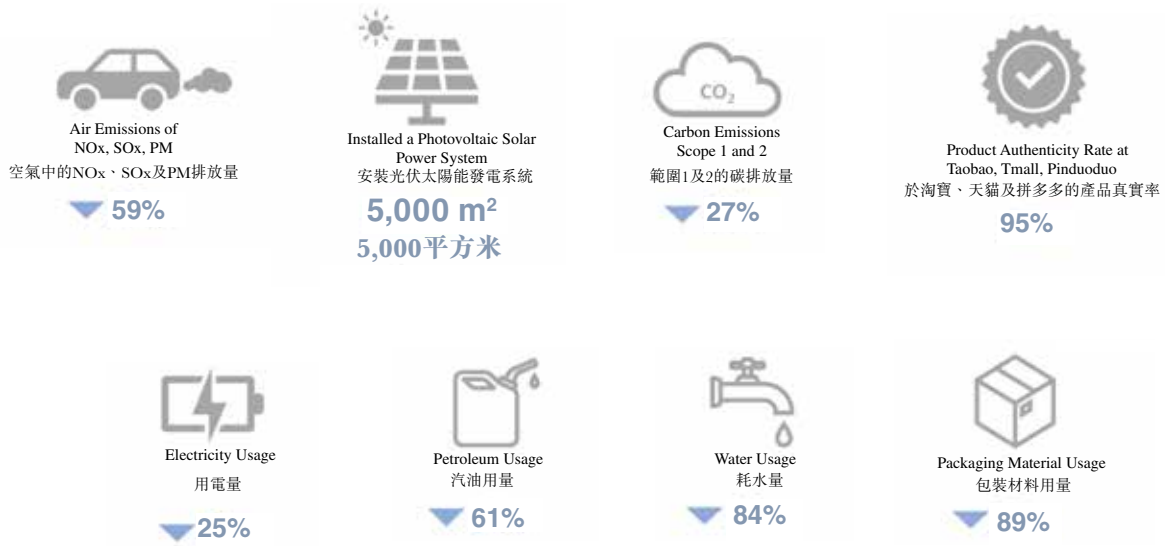 Air Emissions of
NOx, SOx, PM
空氣中的NOx、SOx及PM排放量
59%
Installed a Photovoltaic Solar
Power System
安裝光伏太陽能發電系統
5,000 m²
5,000平方米
CO₂
Carbon Emissions
Scope 1 and 2
範圍1及2的碳排放量
27%
Product Authenticity Rate at
Taobao, Tmall, Pinduoduo
於淘寶、天貓及拼多多的產品真實率
95%
Electricity Usage
用電量
25%
Petroleum Usage
汽油用量
61%
Water Usage
耗水量
84%
Packaging Material Usage
包裝材料用量
89%